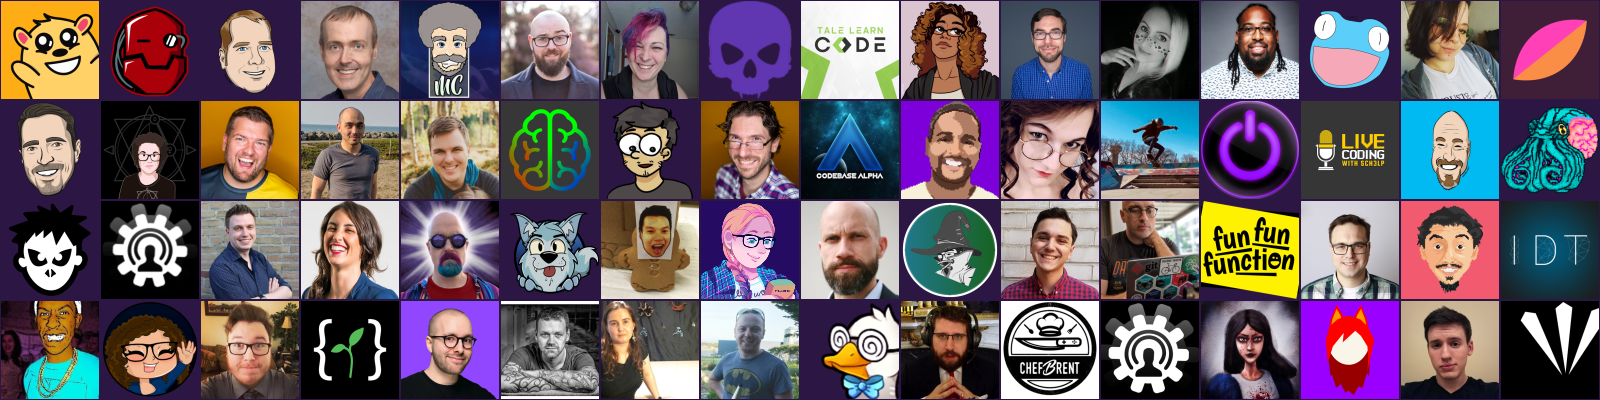 MC
TALE LEARN
CODE
CODEBASE ALPHA
LIVE
CODING
WITH SCH3LP
fun fun
function
IDT
CHEF BRENT